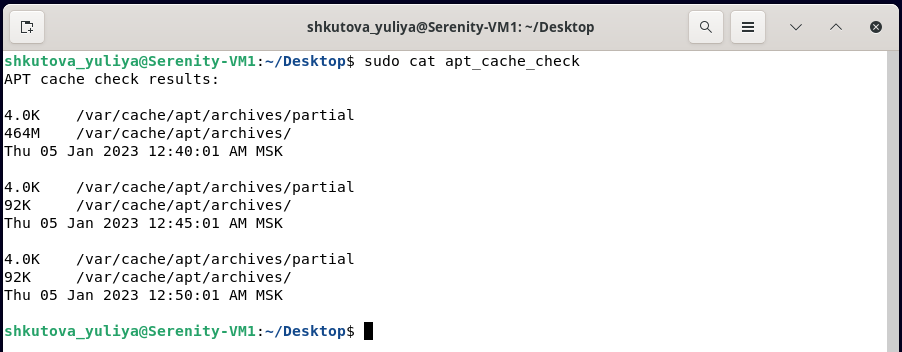 shkutova_yuliya@Serenity-VM1: ~/Desktop
shkutova_yuliya@Serenity-VM1:~/Desktop$ sudo cat apt_cache_check
APT cache check results:
4.0K    /var/cache/apt/archives/partial
464M    /var/cache/apt/archives/
Thu 05 Jan 2023 12:40:01 AM MSK
4.0K    /var/cache/apt/archives/partial
92K     /var/cache/apt/archives/
Thu 05 Jan 2023 12:45:01 AM MSK
4.0K    /var/cache/apt/archives/partial
92K     /var/cache/apt/archives/
Thu 05 Jan 2023 12:50:01 AM MSK
shkutova_yuliya@Serenity-VM1:~/Desktop$